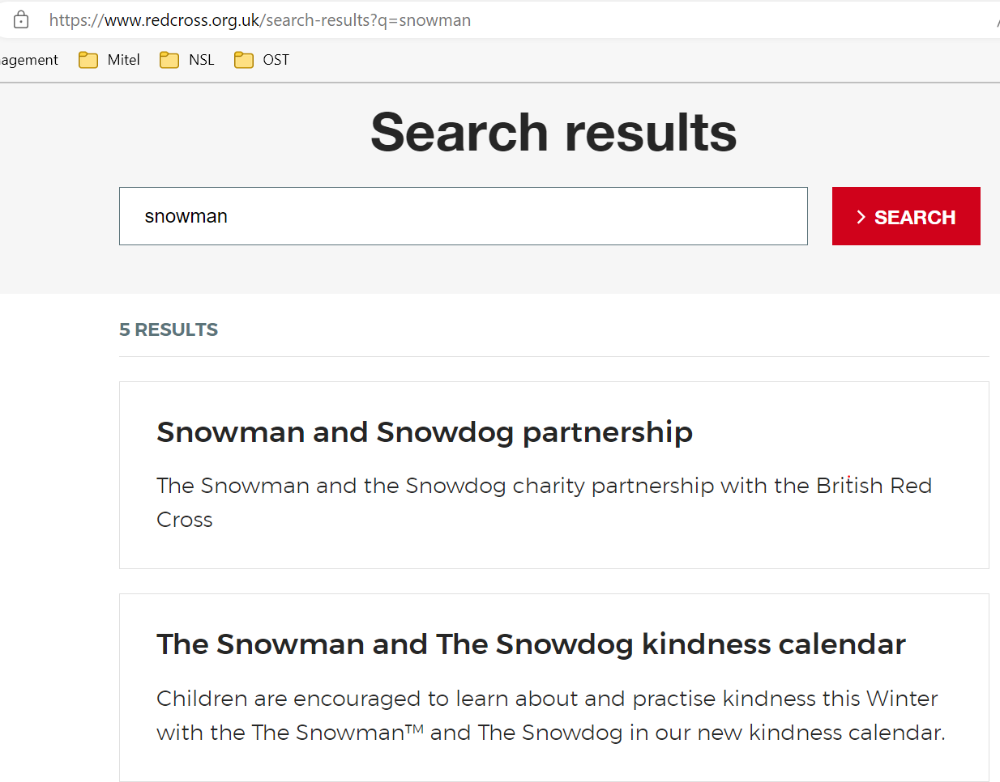 https://www.redcross.org.uk/search-results?q=snowman
agement Mitel NSL OST
Search results
snowman
SEARCH
5 RESULTS
Snowman and Snowdog partnership
The Snowman and the Snowdog charity partnership with the British Red
Cross
The Snowman and The Snowdog kindness calendar
Children are encouraged to learn about and practise kindness this Winter
with the The Snowman™ and The Snowdog in our new kindness calendar.